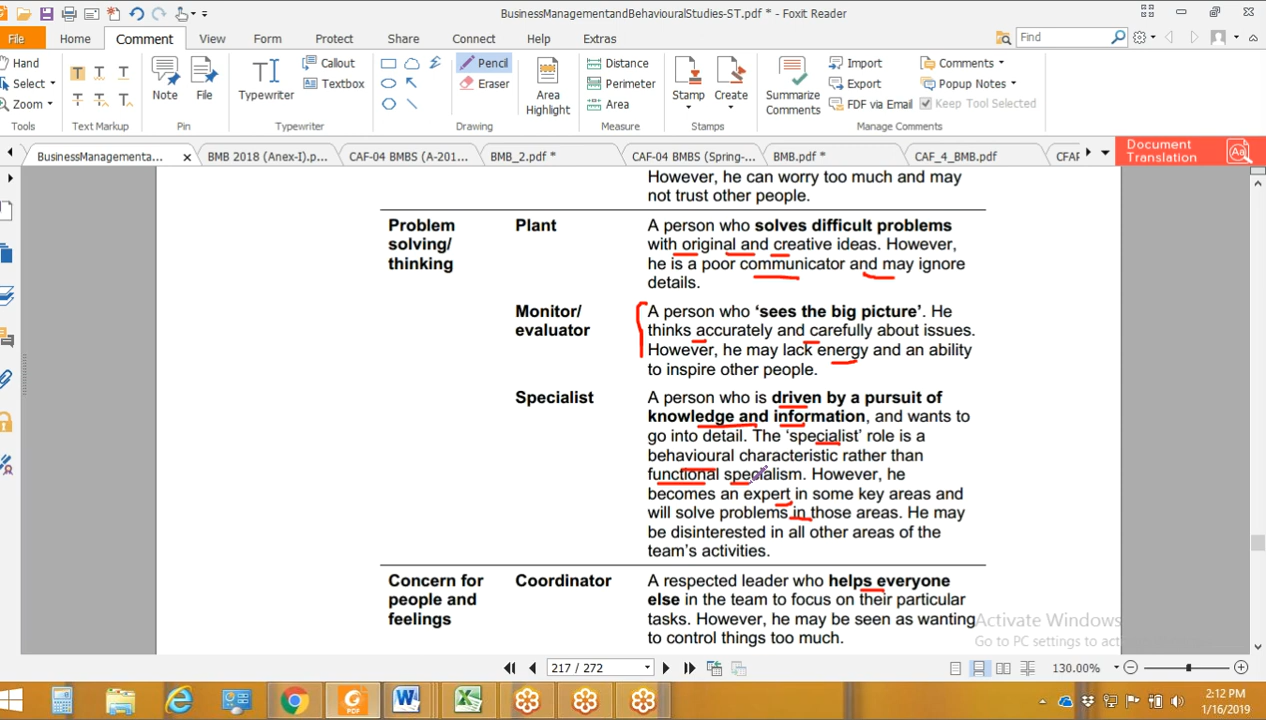 BusinessManagementandBehaviouralStudies-ST.pdf * - Foxit Reader
File Home Comment View Form Protect Share Connect Help Extras Find
Hand Select Zoom Note File Typewriter Callout Textbox Pencil Eraser Area Highlight Distance Perimeter Area Stamp Create Summarize Comments Import Export FDF via Email Comments Popup Notes Keep Tool Selected
Tools Text Markup Pin Typewriter Drawing Measure Stamps Manage Comments
BusinessManagementa... BMB 2018 (Anex-I).p... CAF-04 BMBS (A-201... BMB_2.pdf * CAF-04 BMBS (Spring-... BMB.pdf * CAF_4_BMB.pdf CFAP Document Translation
However, he can worry too much and may
not trust other people.
Problem solving/ thinking
Plant
A person who solves difficult problems
with original and creative ideas. However,
he is a poor communicator and may ignore
details.
Monitor/ evaluator
A person who ‘sees the big picture’. He
thinks accurately and carefully about issues.
However, he may lack energy and an ability
to inspire other people.
Specialist
A person who is driven by a pursuit of
knowledge and information, and wants to
go into detail. The ‘specialist’ role is a
behavioural characteristic rather than
functional specialism. However, he
becomes an expert in some key areas and
will solve problems in those areas. He may
be disinterested in all other areas of the
team’s activities.
Concern for people and feelings
Coordinator
A respected leader who helps everyone
else in the team to focus on their particular
tasks. However, he may be seen as wanting
to control things too much.
Activate Windows
217 / 272 130.00%
2:12 PM
1/16/2019